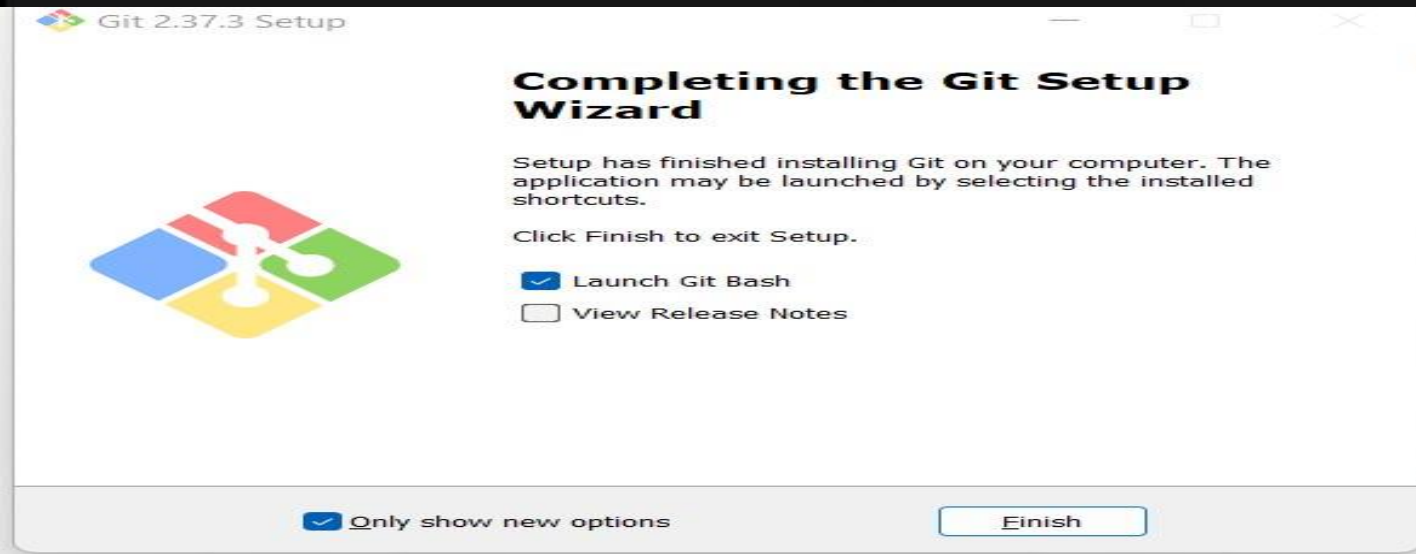 Git 2.37.3 Setup
Completing the Git Setup
Wizard
Setup has finished installing Git on your computer. The
application may be launched by selecting the installed
shortcuts.
Click Finish to exit Setup.
Launch Git Bash
View Release Notes
Only show new options
Finish